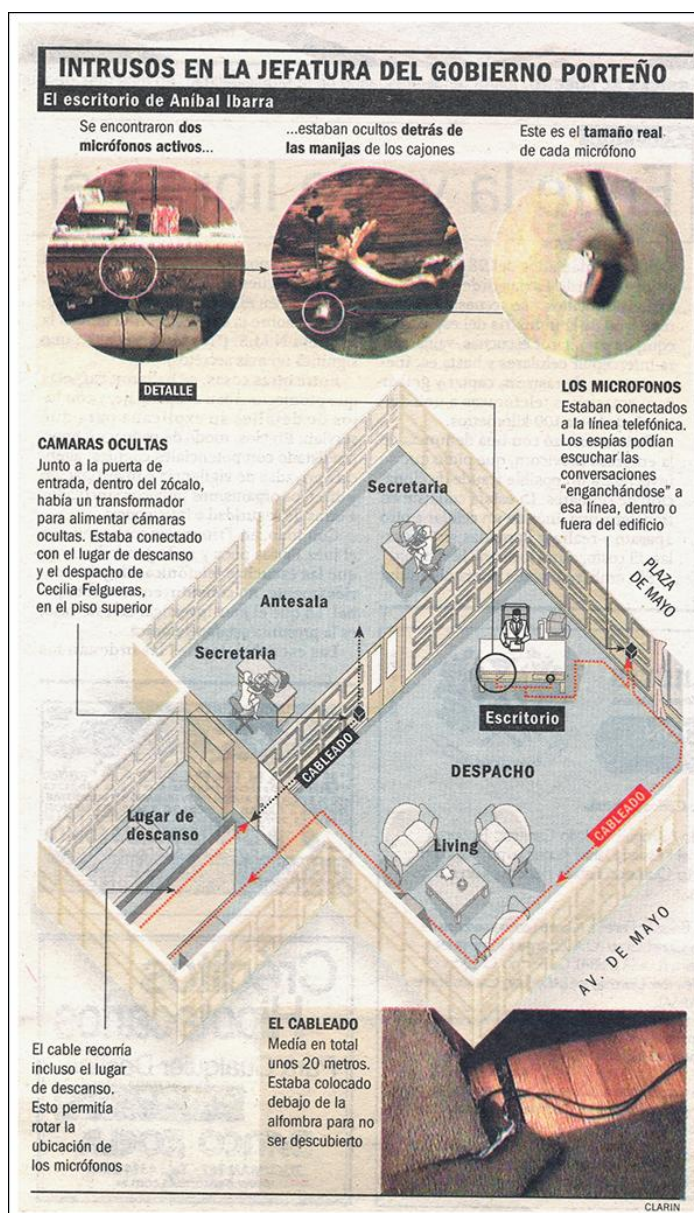 INTRUSOS EN LA JEFATURA DEL GOBIERNO PORTEÑO
El escritorio de Aníbal Ibarra
Se encontraron dos
micrófonos activos...
...estaban ocultos detrás de
las manijas de los cajones
Este es el tamaño real
de cada micrófono
DETALLE
LOS MICROFONOS
Estaban conectados
a la línea telefónica.
Los espías podían
escuchar las
conversaciones
"enganchándose" a
esa línea, dentro o
fuera del edificio
CAMARAS OCULTAS
Junto a la puerta de
entrada, dentro del zócalo,
había un transformador
para alimentar cámaras
ocultas. Estaba conectado
con el lugar de descanso
y el despacho de
Cecilia Felgueras,
en el piso superior
Secretaria
Antesala
Secretaria
PLAZA
DE MAYO
Escritorio
CABLEADO
DESPACHO
Lugar de
descanso
Living
CABLEADO
AV. DE MAYO
El cable recorría
incluso el lugar
de descanso.
Esto permitía
rotar la
ubicación de
los micrófonos
EL CABLEADO
Medía en total
unos 20 metros.
Estaba colocado
debajo de la
alfombra para no
ser descubierto
CLARIN